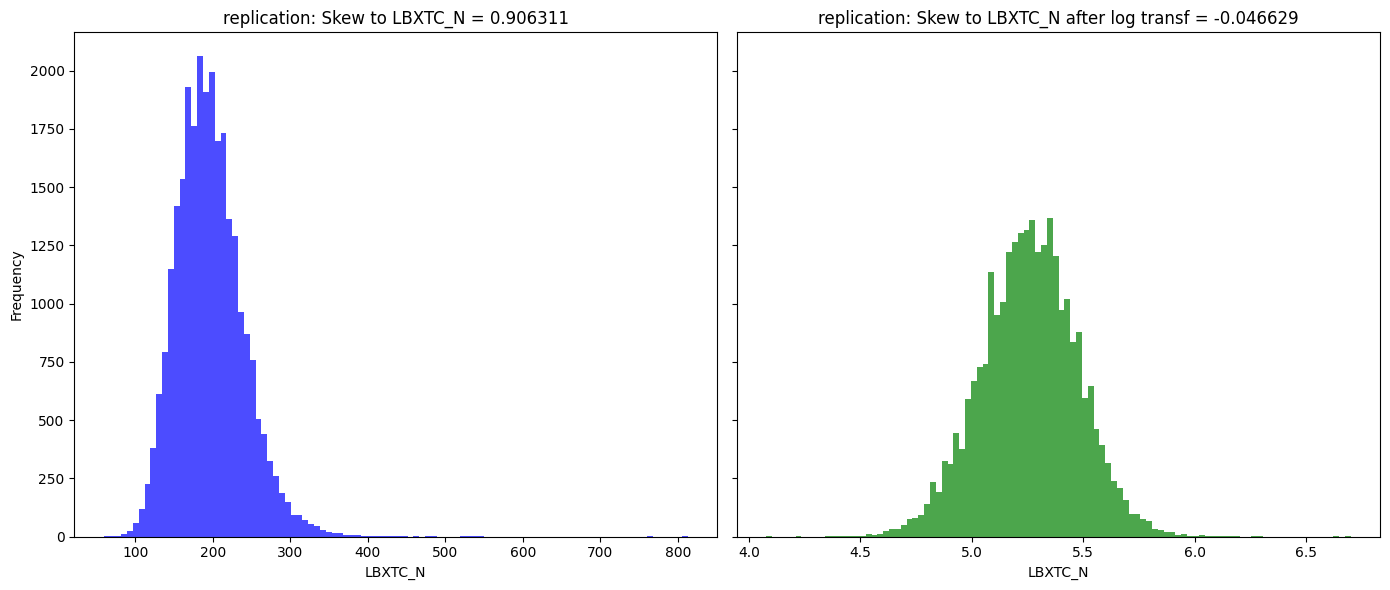 replication: Skew to LBXTC_N = 0.906311
replication: Skew to LBXTC_N after log transf = -0.046629
Frequency
2000
1750
1500
1250
1000
750
500
250
0
100 200 300 400 500 600 700 800
LBXTC_N
4.0 4.5 5.0 5.5 6.0 6.5
LBXTC_N